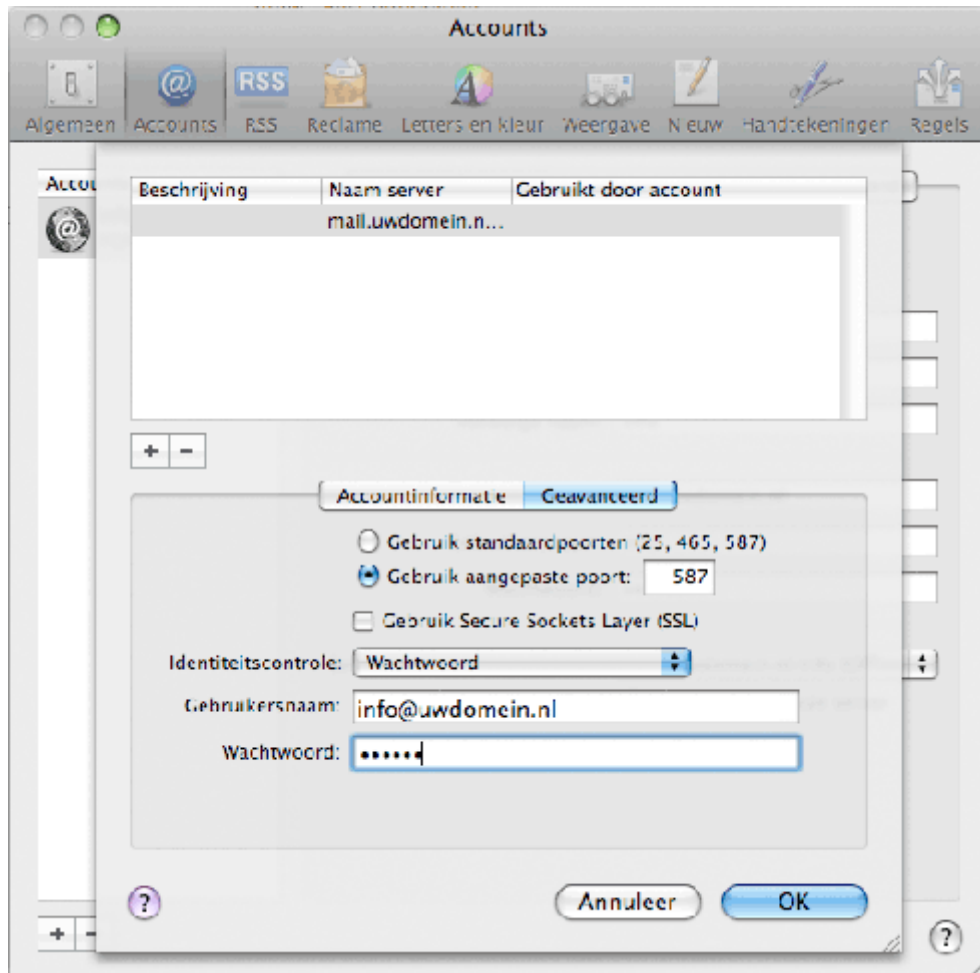 Accounts
Algemeen Accounts RSS Reclame Letters en kleur Weergave Nieuw Handtekeningen Regels
Accou
Beschrijving Naam server Gebruikt door account
mail.uwdomein.n...
+ −
Accountinformatie Geavanceerd
Gebruik standaardpoorten (25, 465, 587)
Gebruik aangepaste poort: 587
Gebruik Secure Sockets Layer (SSL)
Identiteitscontrole: Wachtwoord
Gebruikersnaam: info@uwdomein.nl
Wachtwoord: ••••••
? Annuleer OK
+ − ?